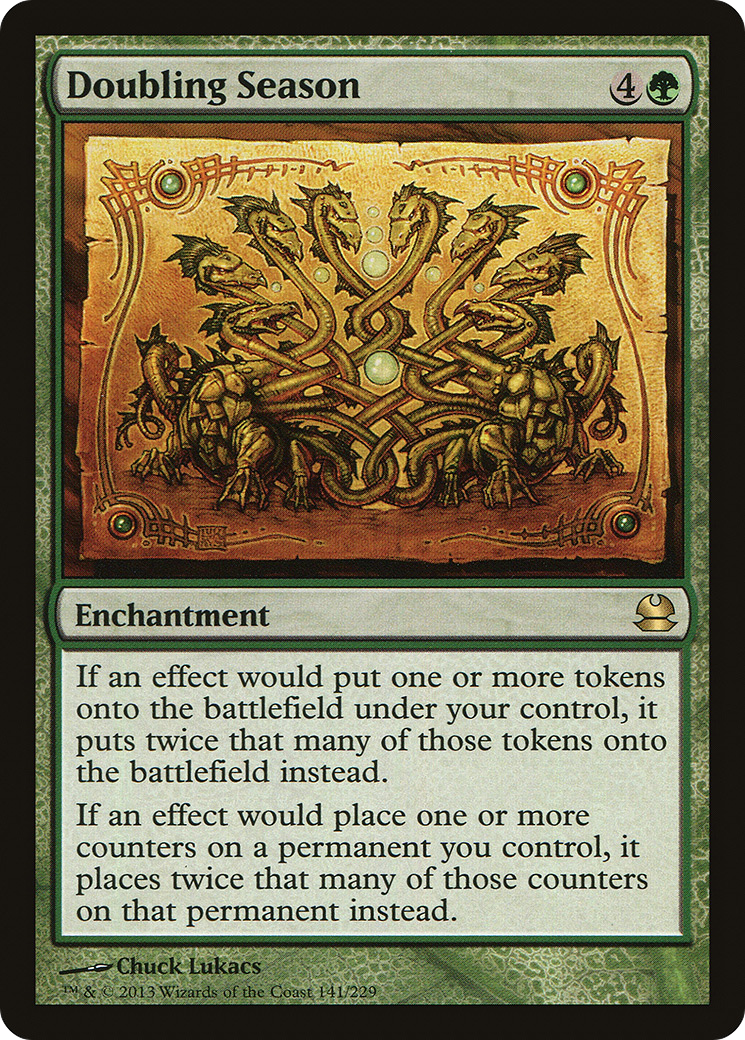 Doubling Season 4
Enchantment
If an effect would put one or more tokens
onto the battlefield under your control, it
puts twice that many of those tokens onto
the battlefield instead.
If an effect would place one or more
counters on a permanent you control, it
places twice that many of those counters
on that permanent instead.
Chuck Lukacs
™ & © 2013 Wizards of the Coast 141/229